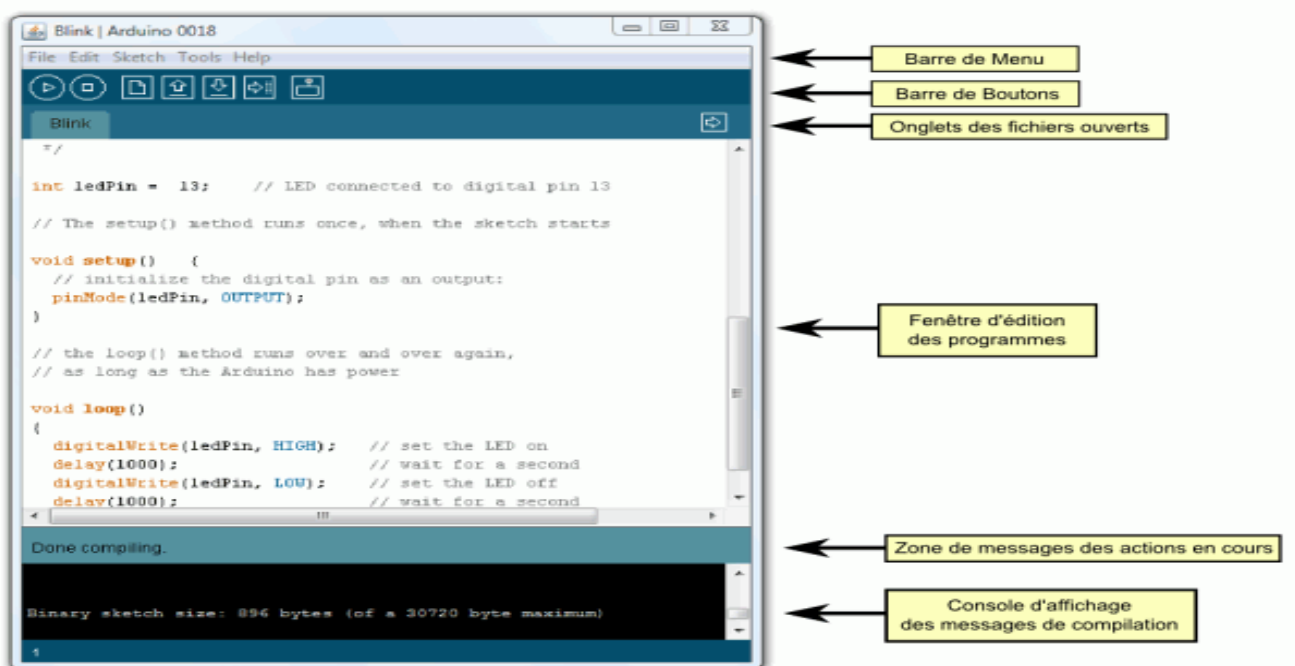 Blink | Arduino 0018
File Edit Sketch Tools Help
Barre de Menu
Barre de Boutons
Blink
Onglets des fichiers ouverts
*/
int ledPin =  13;    // LED connected to digital pin 13
// The setup() method runs once, when the sketch starts
void setup()   {
// initialize the digital pin as an output:
pinMode(ledPin, OUTPUT);
}
Fenêtre d'édition
des programmes
// the loop() method runs over and over again,
// as long as the Arduino has power
void loop()
{
digitalWrite(ledPin, HIGH);   // set the LED on
delay(1000);                  // wait for a second
digitalWrite(ledPin, LOW);    // set the LED off
delay(1000);                  // wait for a second
Done compiling.
Zone de messages des actions en cours
Binary sketch size: 896 bytes (of a 30720 byte maximum)
Console d'affichage
des messages de compilation
1